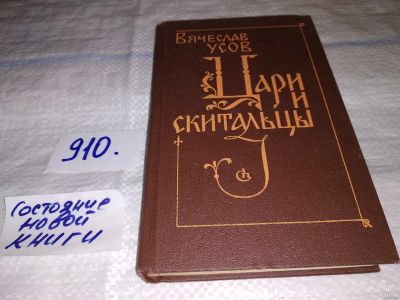 Вячеслав
Усов
Цари
и
скитальцы
910.
Состояние
новой
книги